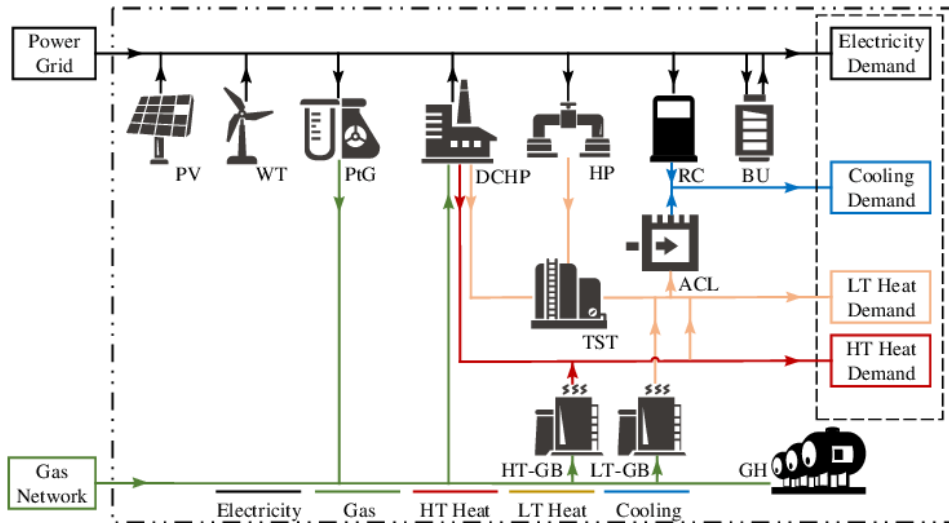 Power
Grid
Electricity
Demand
PV
WT
PtG
DCHP
HP
RC
BU
Cooling
Demand
ACL
LT Heat
Demand
TST
HT Heat
Demand
Gas
Network
HT-GB
LT-GB
GH
Electricity
Gas
HT Heat
LT Heat
Cooling